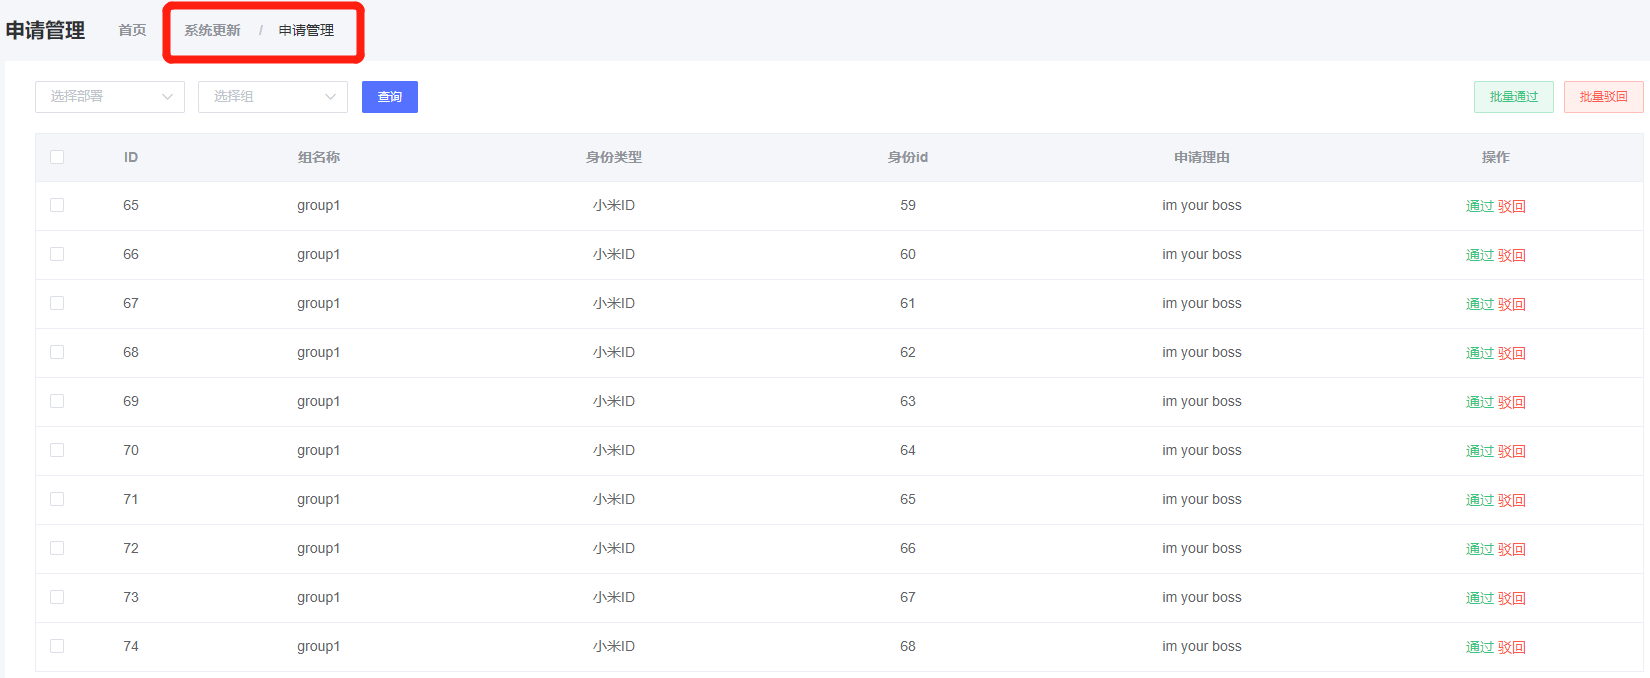 申请管理 首页 系统更新 / 申请管理
选择部署 选择组 查询 批量通过 批量驳回
ID 组名称 身份类型 身份id 申请理由 操作
65 group1 小米ID 59 im your boss 通过 驳回
66 group1 小米ID 60 im your boss 通过 驳回
67 group1 小米ID 61 im your boss 通过 驳回
68 group1 小米ID 62 im your boss 通过 驳回
69 group1 小米ID 63 im your boss 通过 驳回
70 group1 小米ID 64 im your boss 通过 驳回
71 group1 小米ID 65 im your boss 通过 驳回
72 group1 小米ID 66 im your boss 通过 驳回
73 group1 小米ID 67 im your boss 通过 驳回
74 group1 小米ID 68 im your boss 通过 驳回